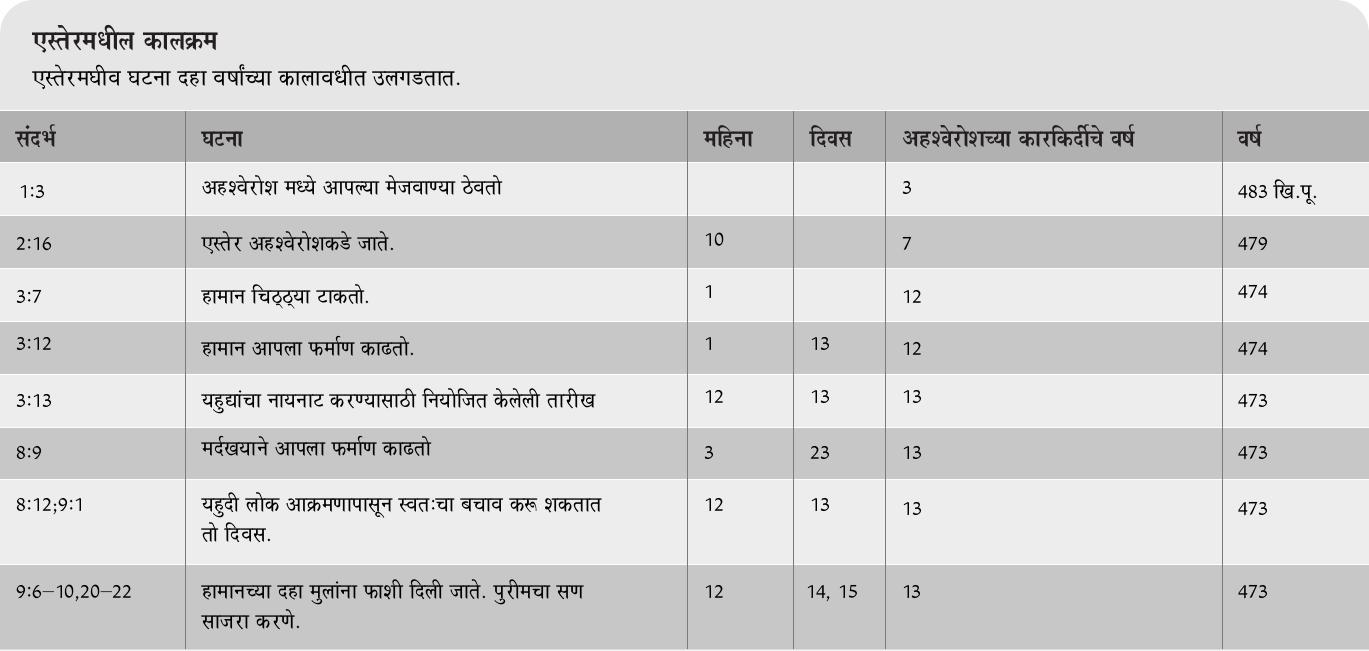 एस्तेरमधील कालक्रम
एस्तेरमघीव घटना दहा वर्षांच्या कालावधीत उलगडतात.
संदर्भ घटना महिना दिवस अहश्वेरोशच्या कारकिर्दीचे वर्ष वर्ष
1:3 अहश्वेरोश मध्ये आपल्या मेजवाण्या ठेवतो 3 483 खि.पू.
2:16 एस्तेर अहश्वेरोशकडे जाते. 10 7 479
3:7 हामान चिठ्ठ्या टाकतो. 1 12 474
3:12 हामान आपला फर्माण काढतो. 1 13 12 474
3:13 यहुद्यांचा नायनाट करण्यासाठी नियोजित केलेली तारीख 12 13 13 473
8:9 मर्दखयाने आपला फर्माण काढतो 3 23 13 473
8:12;9:1 यहुदी लोक आक्रमणापासून स्वतःचा बचाव करू शकतात 12 13 13 473
तो दिवस.
9:6–10,20–22 हामानच्या दहा मुलांना फाशी दिली जाते. पुरीमचा सण 12 14, 15 13 473
साजरा करणे.